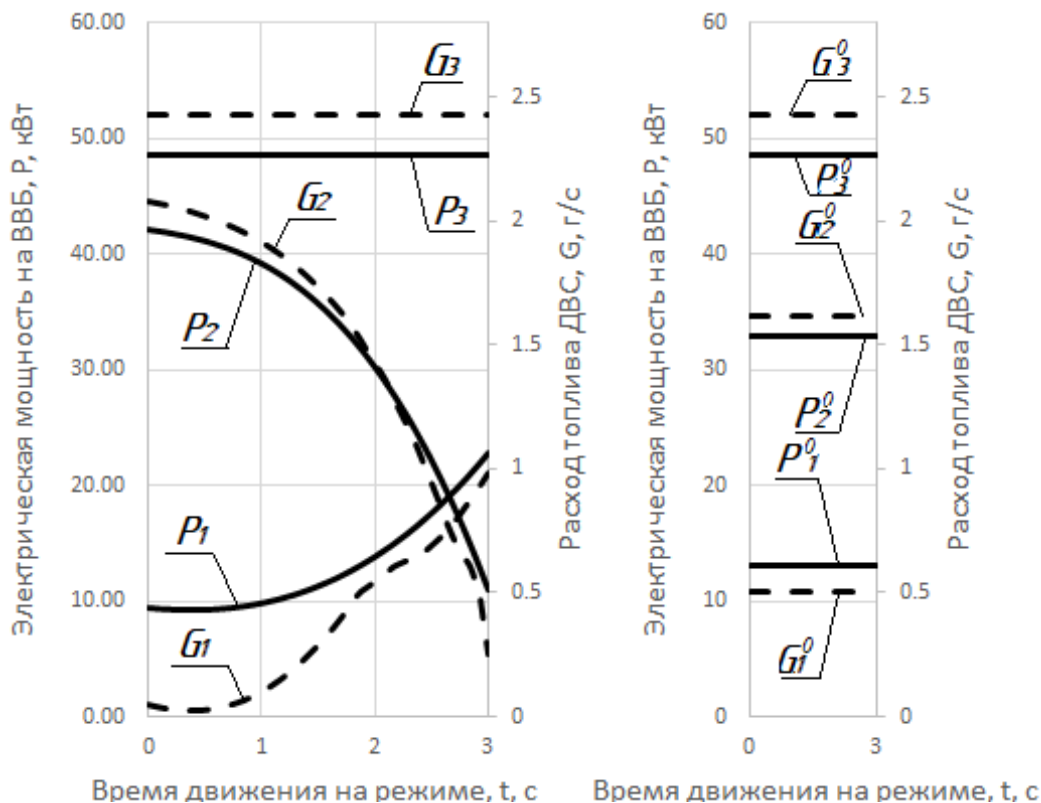 Электрическая мощность на ВВБ, P, кВт
60.00
50.00
40.00
30.00
20.00
10.00
0.00
G3
P3
G2
P2
P1
G1
2.5
2
1.5
1
0.5
0
Расход топлива ДВС, G, г/с
0
1
2
3
Время движения на режиме, t, с
Электрическая мощность на ВВБ, P, кВт
60
50
40
30
20
10
0
G⁰3
P⁰3
G2⁰
P2⁰
P⁰1
G1⁰
2.5
2
1.5
1
0.5
0
Расход топлива ДВС, G, г/с
0
3
Время движения на режиме, t, с